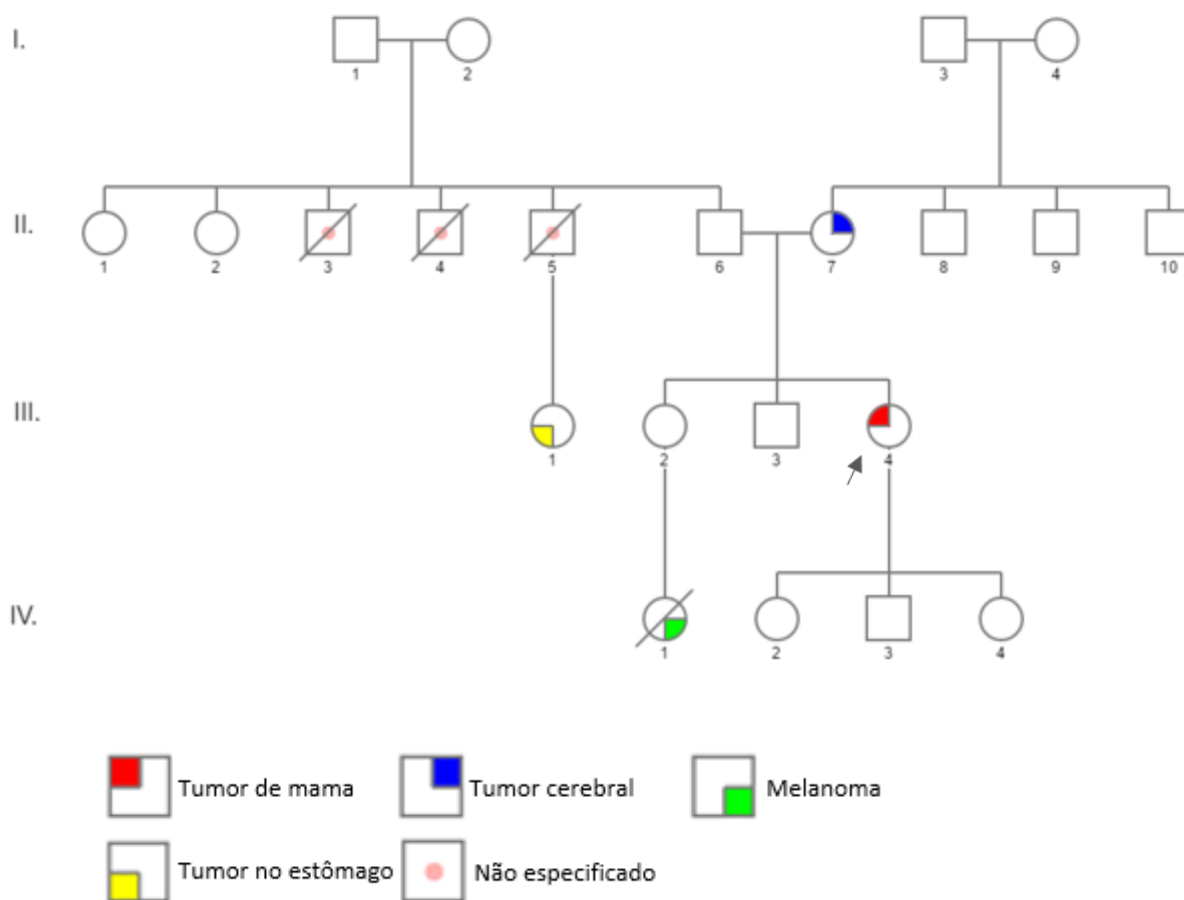 I.
1 2 3 4
II.
1 2 3 4 5 6 7 8 9 10
III.
1 2 3 4
IV.
1 2 3 4
Tumor de mama Tumor cerebral Melanoma
Tumor no estômago Não especificado